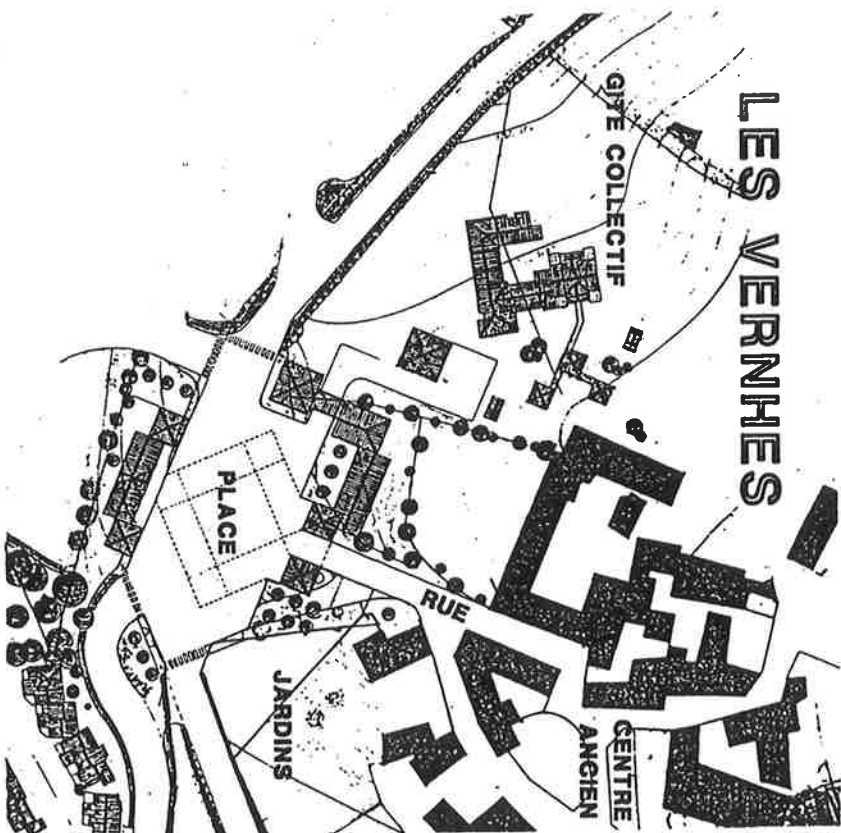 LES VERNHES
GITE COLLECTIF
PLACE
RUE
JARDINS
CENTRE
ANCIEN